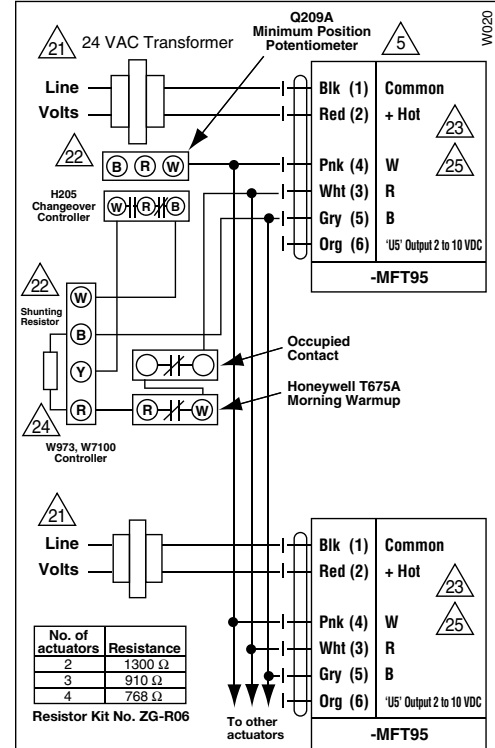 W020
21 24 VAC Transformer
Q209A
Minimum Position
Potentiometer
5
Line
Volts
Blk (1) Common
Red (2) + Hot
23
22
B R W
Pnk (4) W
25
Wht (3) R
Gry (5) B
Org (6) 'U5' Output 2 to 10 VDC
-MFT95
H205
Changeover
Controller
W R B
22
Shunting
Resistor
W
B
Y
R
24
W973, W7100
Controller
Occupied
Contact
R W
Honeywell T675A
Morning Warmup
21
Line
Volts
Blk (1) Common
Red (2) + Hot
23
Pnk (4) W
25
Wht (3) R
Gry (5) B
Org (6) 'U5' Output 2 to 10 VDC
-MFT95
No. of
actuators Resistance
2 1300 Ω
3 910 Ω
4 768 Ω
Resistor Kit No. ZG-R06
To other
actuators